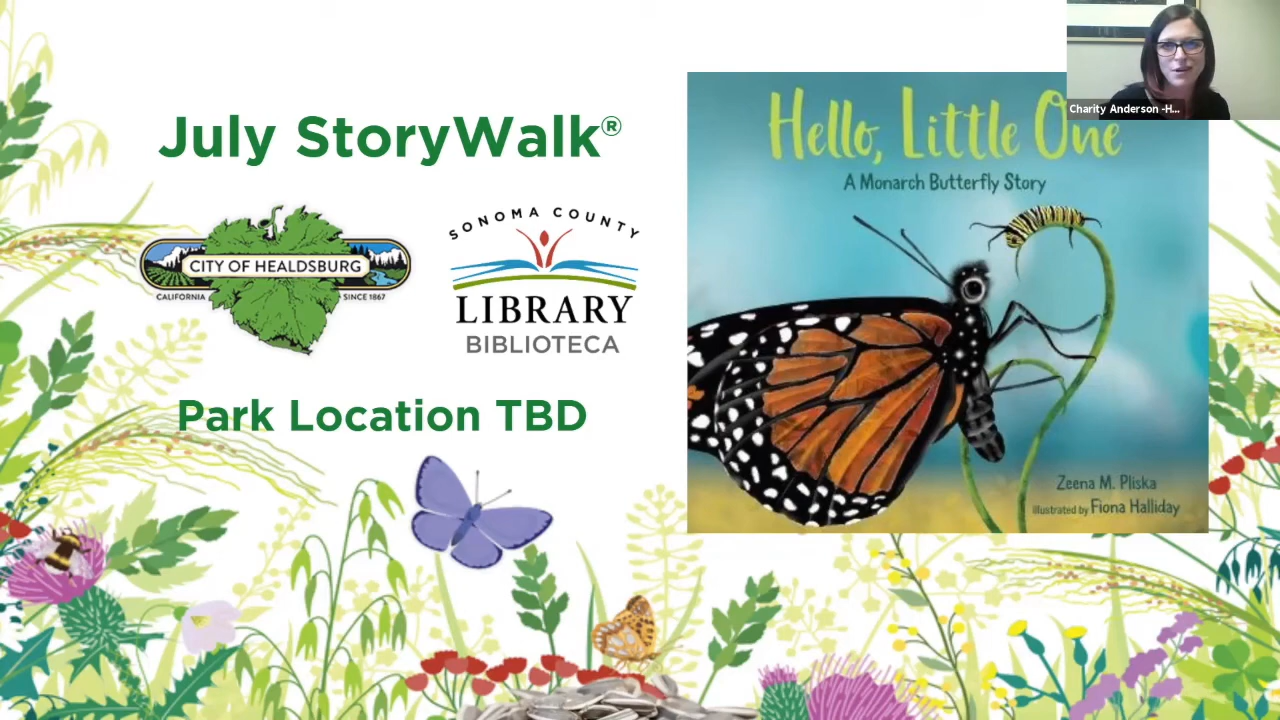 July StoryWalk®
CITY OF HEALDSBURG
CALIFORNIA
SINCE 1867
SONOMA COUNTY
LIBRARY
BIBLIOTECA
Park Location TBD
Hello, Little One
A Monarch Butterfly Story
Zeena M. Pliska
illustrated by Fiona Halliday
Charity Anderson -H...